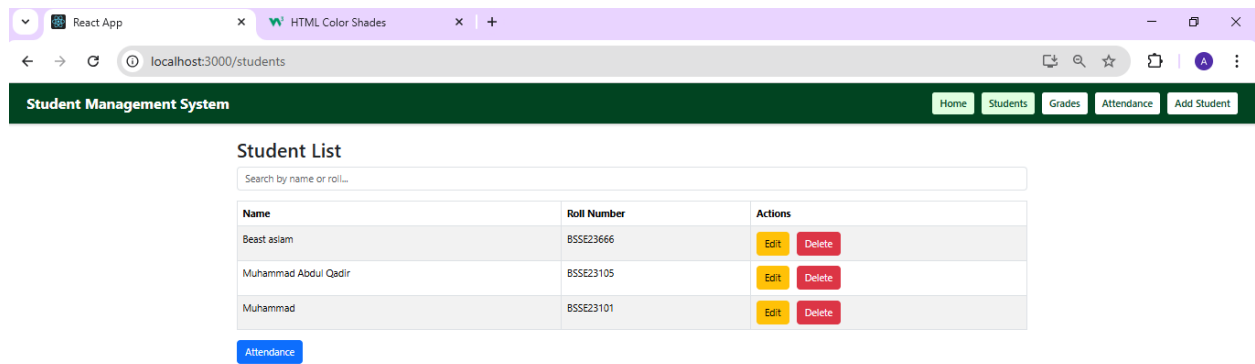 React App HTML Color Shades
localhost:3000/students A
Student Management System Home Students Grades Attendance Add Student
Student List
Search by name or roll...
Name Roll Number Actions
Beast aslam BSSE23666 Edit Delete
Muhammad Abdul Qadir BSSE23105 Edit Delete
Muhammad BSSE23101 Edit Delete
Attendance